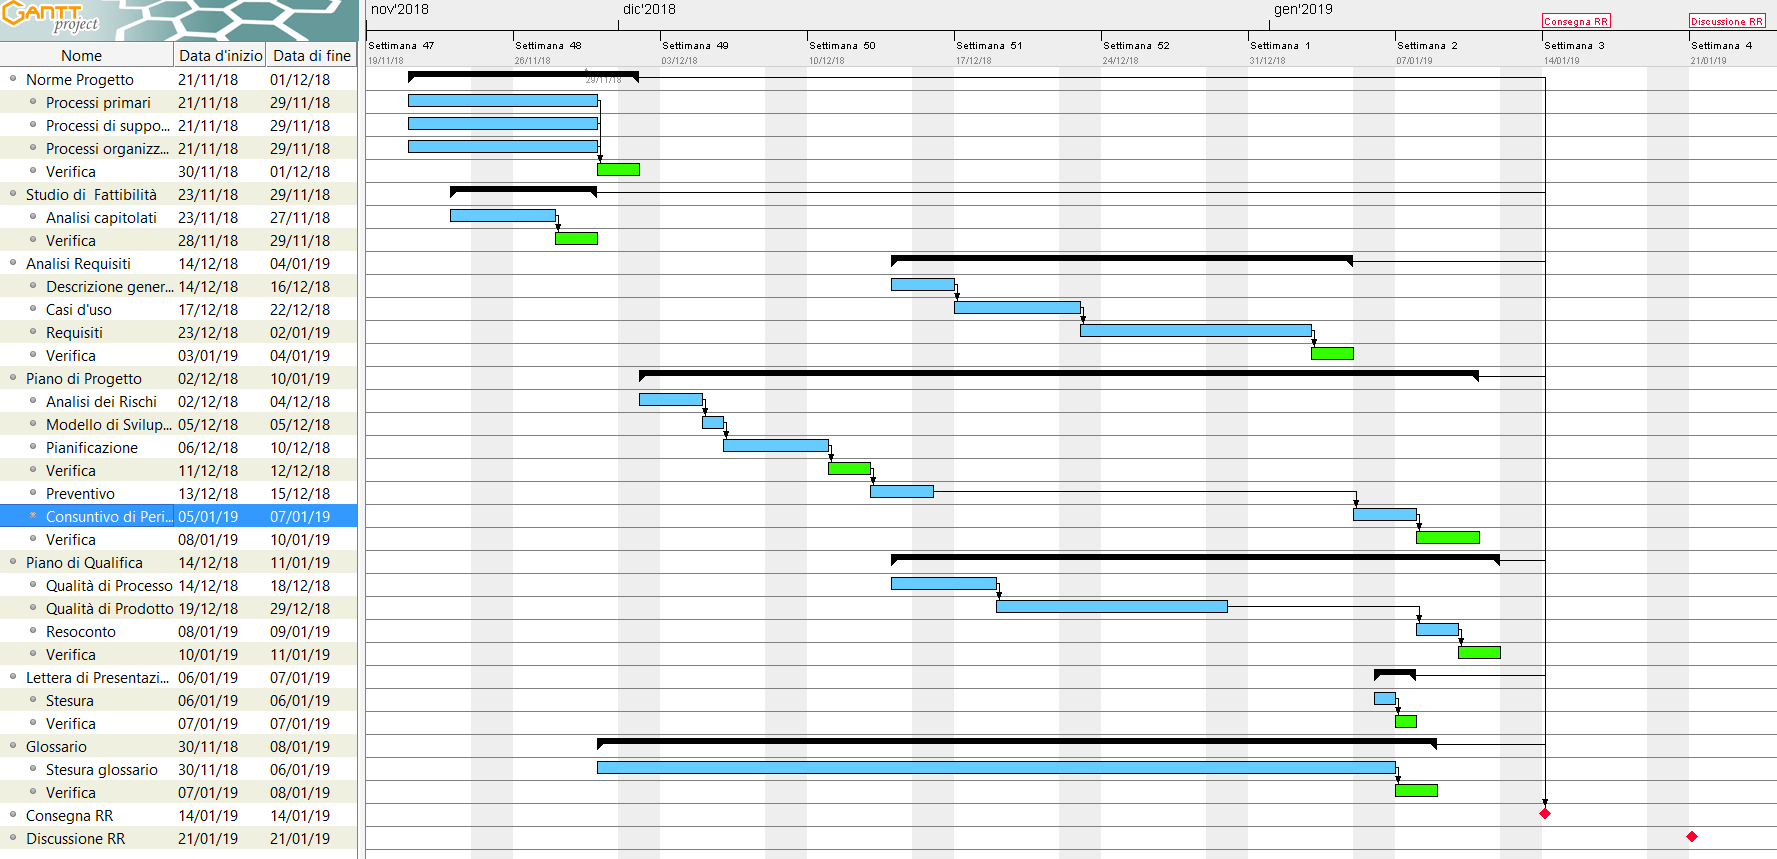 GANTT
project
nov'2018 dic'2018 gen'2019
Consegna RR Discussione RR
Nome Data d'inizio Data di fine
Settimana 47 Settimana 48 Settimana 49 Settimana 50 Settimana 51 Settimana 52 Settimana 1 Settimana 2 Settimana 3 Settimana 4
19/11/18 26/11/18 03/12/18 10/12/18 17/12/18 24/12/18 31/12/18 07/01/19 14/01/19 21/01/19
29/11/18
Norme Progetto 21/11/18 01/12/18
Processi primari 21/11/18 29/11/18
Processi di suppo... 21/11/18 29/11/18
Processi organizz... 21/11/18 29/11/18
Verifica 30/11/18 01/12/18
Studio di Fattibilità 23/11/18 29/11/18
Analisi capitolati 23/11/18 27/11/18
Verifica 28/11/18 29/11/18
Analisi Requisiti 14/12/18 04/01/19
Descrizione gener... 14/12/18 16/12/18
Casi d'uso 17/12/18 22/12/18
Requisiti 23/12/18 02/01/19
Verifica 03/01/19 04/01/19
Piano di Progetto 02/12/18 10/01/19
Analisi dei Rischi 02/12/18 04/12/18
Modello di Svilup... 05/12/18 05/12/18
Pianificazione 06/12/18 10/12/18
Verifica 11/12/18 12/12/18
Preventivo 13/12/18 15/12/18
Consuntivo di Peri... 05/01/19 07/01/19
Verifica 08/01/19 10/01/19
Piano di Qualifica 14/12/18 11/01/19
Qualità di Processo 14/12/18 18/12/18
Qualità di Prodotto 19/12/18 29/12/18
Resoconto 08/01/19 09/01/19
Verifica 10/01/19 11/01/19
Lettera di Presentazi... 06/01/19 07/01/19
Stesura 06/01/19 06/01/19
Verifica 07/01/19 07/01/19
Glossario 30/11/18 08/01/19
Stesura glossario 30/11/18 06/01/19
Verifica 07/01/19 08/01/19
Consegna RR 14/01/19 14/01/19
Discussione RR 21/01/19 21/01/19